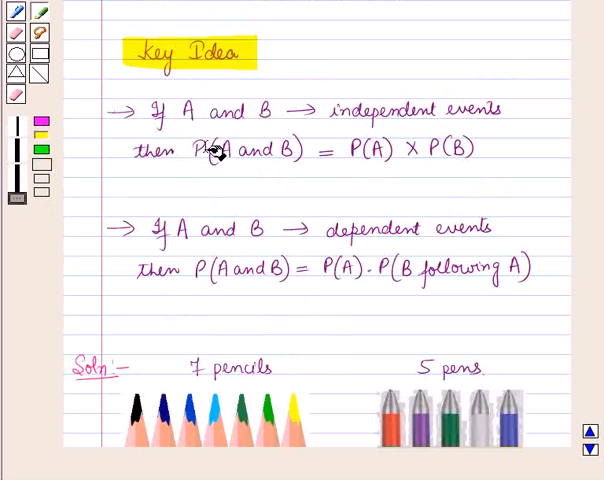 Key Idea
→ If A and B → independent events
then P(A and B) = P(A) × P(B)
→ If A and B → dependent events
then P(A and B) = P(A) . P(B following A)
Soln:- 7 pencils 5 pens.